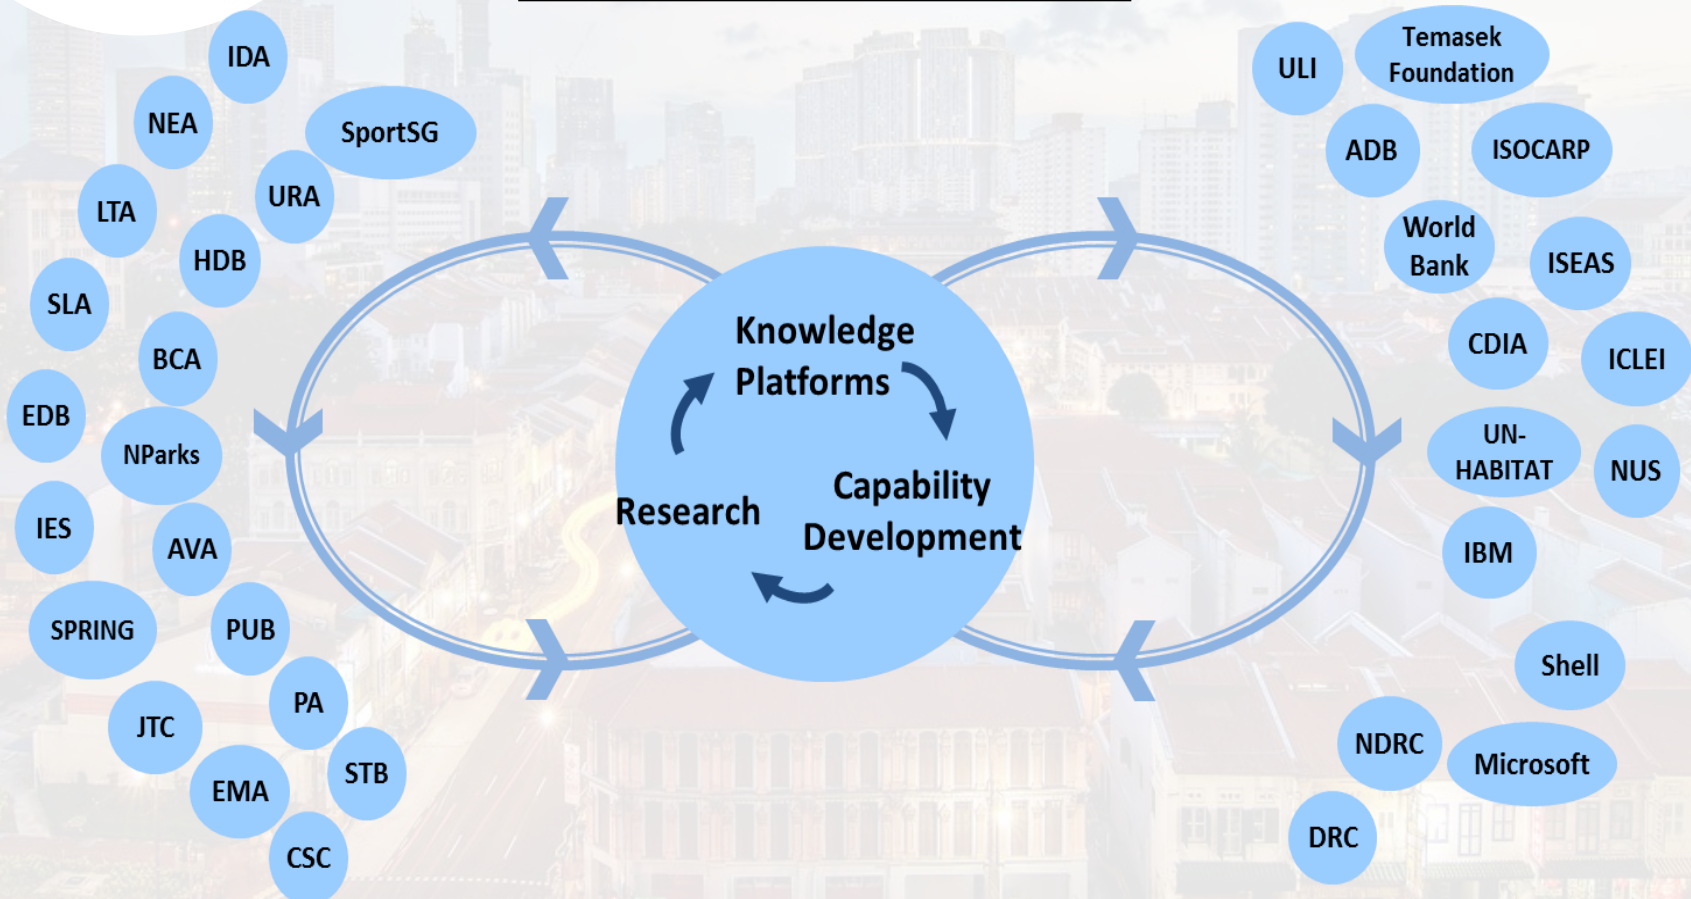 IDA
NEA
SportSG
URA
LTA
HDB
SLA
BCA
EDB
NParks
IES
AVA
SPRING
PUB
PA
JTC
STB
EMA
CSC
Knowledge
Platforms
Capability
Development
Research
ULI
Temasek
Foundation
ADB
ISOCARP
World
Bank
ISEAS
CDIA
ICLEI
UN-
HABITAT
NUS
IBM
Shell
NDRC
Microsoft
DRC